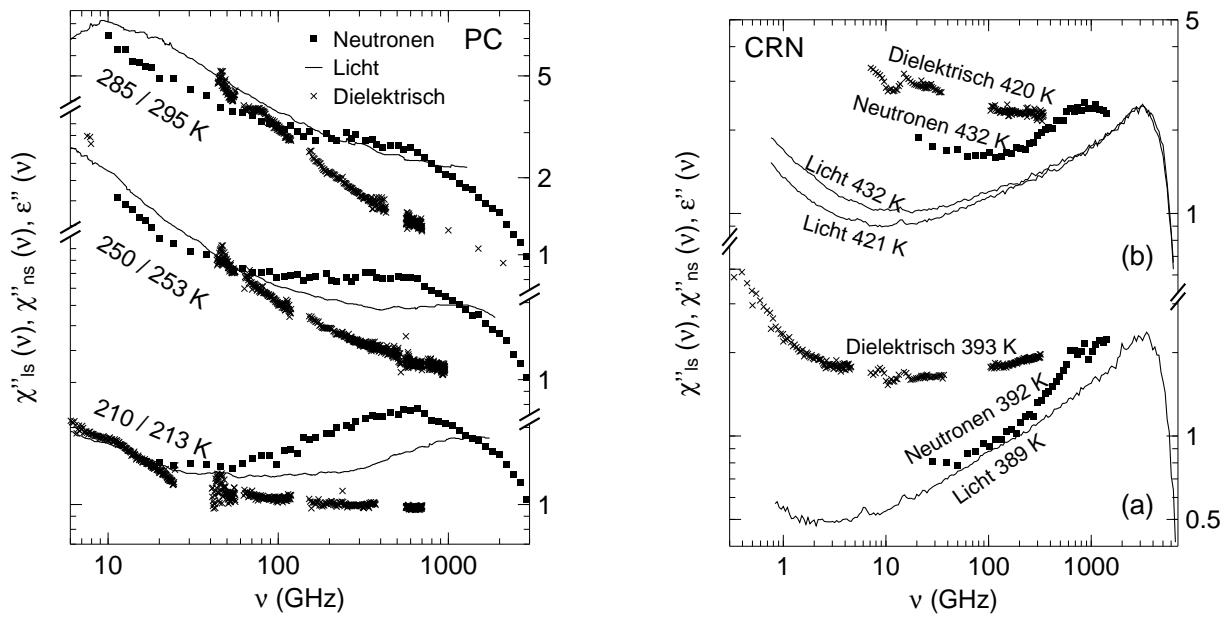 PC
■ Neutronen
— Licht
× Dielektrisch
285 / 295 K
250 / 253 K
210 / 213 K
5
2
1
1
1
10
100
1000
ν (GHz)
χ''ls (ν), χ''ns (ν), ε'' (ν)
CRN
Dielektrisch 420 K
Neutronen 432 K
Licht 432 K
Licht 421 K
(b)
Dielektrisch 393 K
Neutronen 392 K
Licht 389 K
(a)
5
1
1
0.5
1
10
100
1000
ν (GHz)
χ''ls (ν), χ''ns (ν), ε'' (ν)